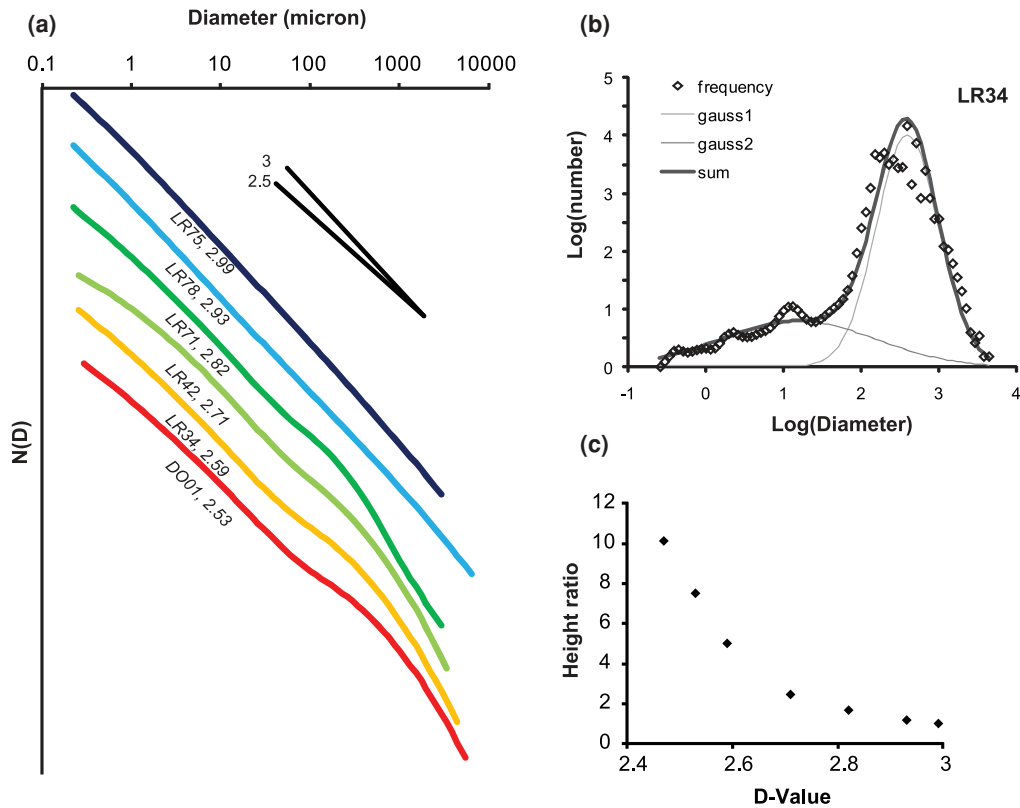 (a)
Diameter (micron)
0.1 1 10 100 1000 10000
3
2.5
LR75, 2.99
LR78, 2.93
LR71, 2.82
LR42, 2.71
LR34, 2.59
DO01, 2.53
N(D)
(b)
LR34
frequency
gauss1
gauss2
sum
5
4
3
2
1
0
Log(number)
-1 0 1 2 3 4
Log(Diameter)
(c)
12
10
8
6
4
2
0
Height ratio
2.4 2.6 2.8 3
D-Value